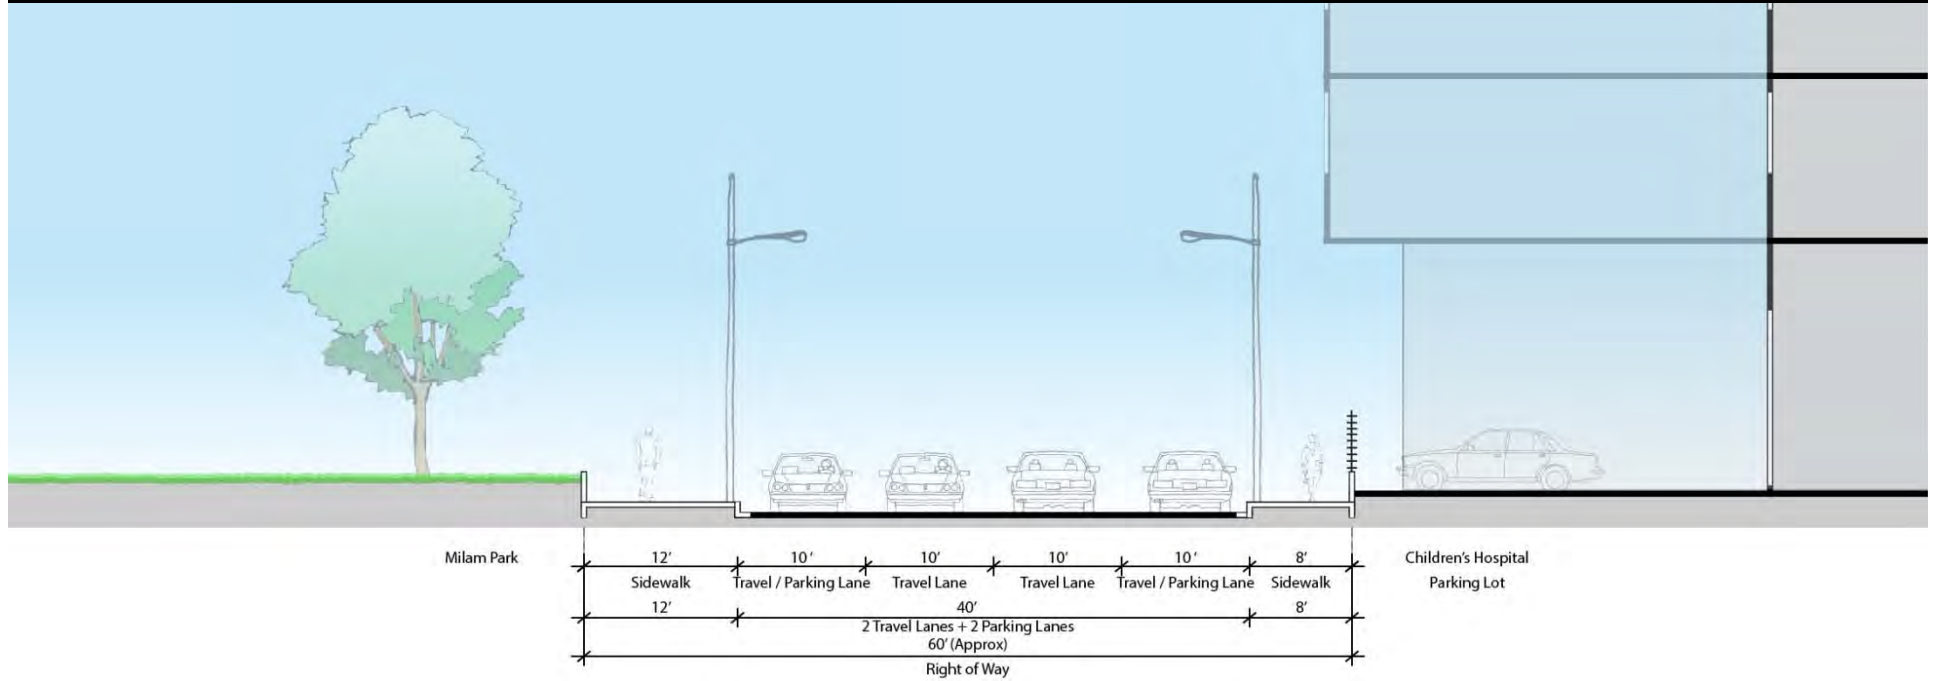 Milam Park
12'
10 '
10'
10'
10 '
8'
Children's Hospital
Sidewalk
Travel / Parking Lane
Travel Lane
Travel Lane
Travel / Parking Lane
Sidewalk
Parking Lot
12'
40'
8'
2 Travel Lanes + 2 Parking Lanes
60' (Approx)
Right of Way